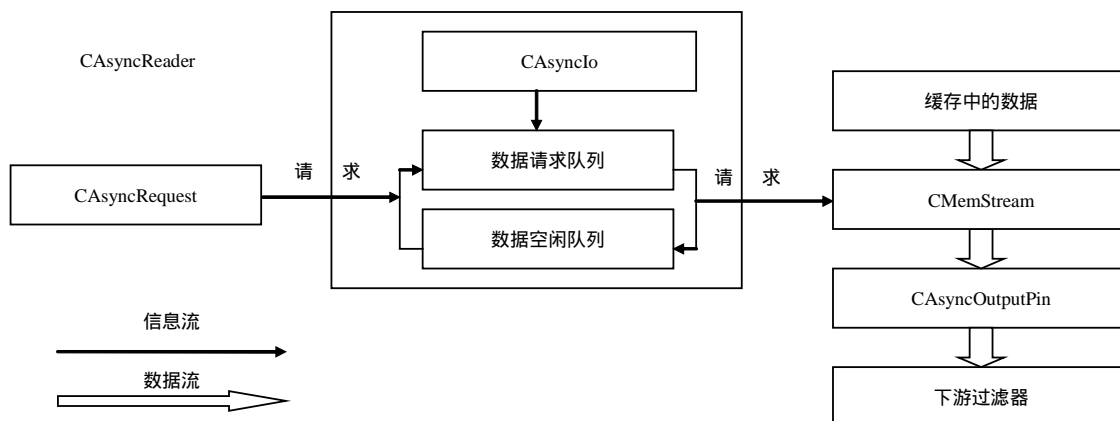 CAsyncReader
CAsyncIo
缓存中的数据
数据请求队列
请 求
请 求
CAsyncRequest
CMemStream
数据空闲队列
CAsyncOutputPin
信息流
数据流
下游过滤器